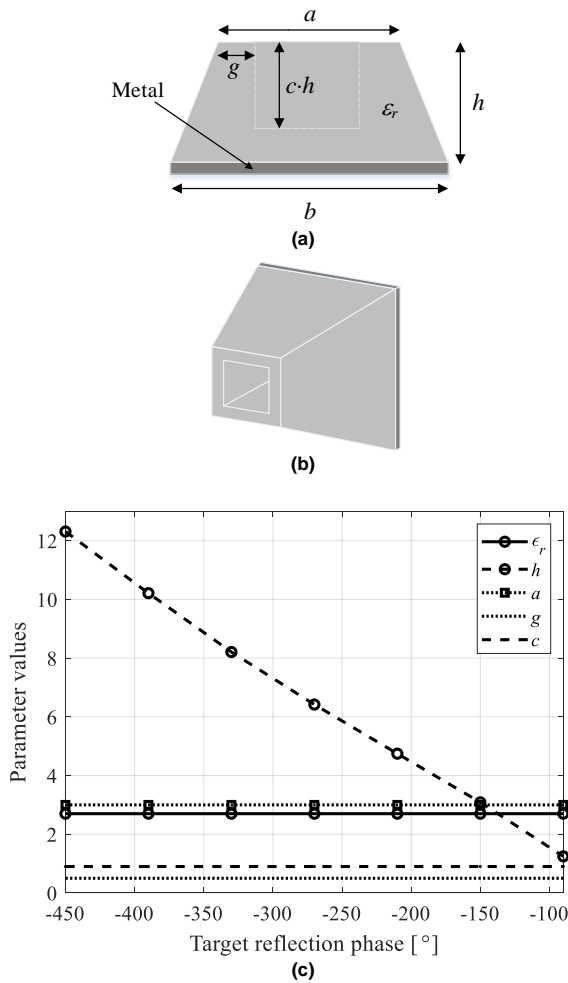 a
g
c·h
Metal
εr
h
b
(a)
(b)
Parameter values
12
10
8
6
4
2
0
ϵr
h
a
g
c
-450 -400 -350 -300 -250 -200 -150 -100
Target reflection phase [°]
(c)